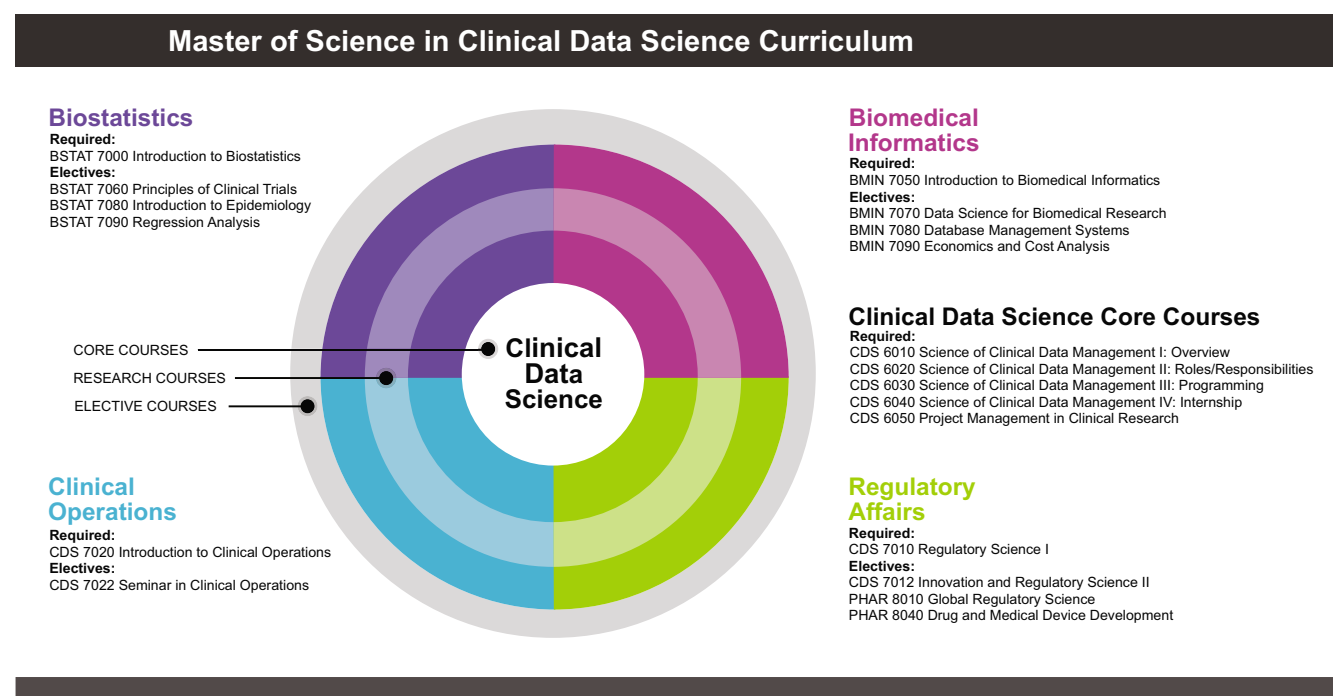 Master of Science in Clinical Data Science Curriculum
Biostatistics
Required:
BSTAT 7000 Introduction to Biostatistics
Electives:
BSTAT 7060 Principles of Clinical Trials
BSTAT 7080 Introduction to Epidemiology
BSTAT 7090 Regression Analysis
Biomedical
Informatics
Required:
BMIN 7050 Introduction to Biomedical Informatics
Electives:
BMIN 7070 Data Science for Biomedical Research
BMIN 7080 Database Management Systems
BMIN 7090 Economics and Cost Analysis
CORE COURSES
RESEARCH COURSES
ELECTIVE COURSES
Clinical
Data
Science
Clinical Data Science Core Courses
Required:
CDS 6010 Science of Clinical Data Management I: Overview
CDS 6020 Science of Clinical Data Management II: Roles/Responsibilities
CDS 6030 Science of Clinical Data Management III: Programming
CDS 6040 Science of Clinical Data Management IV: Internship
CDS 6050 Project Management in Clinical Research
Clinical
Operations
Required:
CDS 7020 Introduction to Clinical Operations
Electives:
CDS 7022 Seminar in Clinical Operations
Regulatory
Affairs
Required:
CDS 7010 Regulatory Science I
Electives:
CDS 7012 Innovation and Regulatory Science II
PHAR 8010 Global Regulatory Science
PHAR 8040 Drug and Medical Device Development